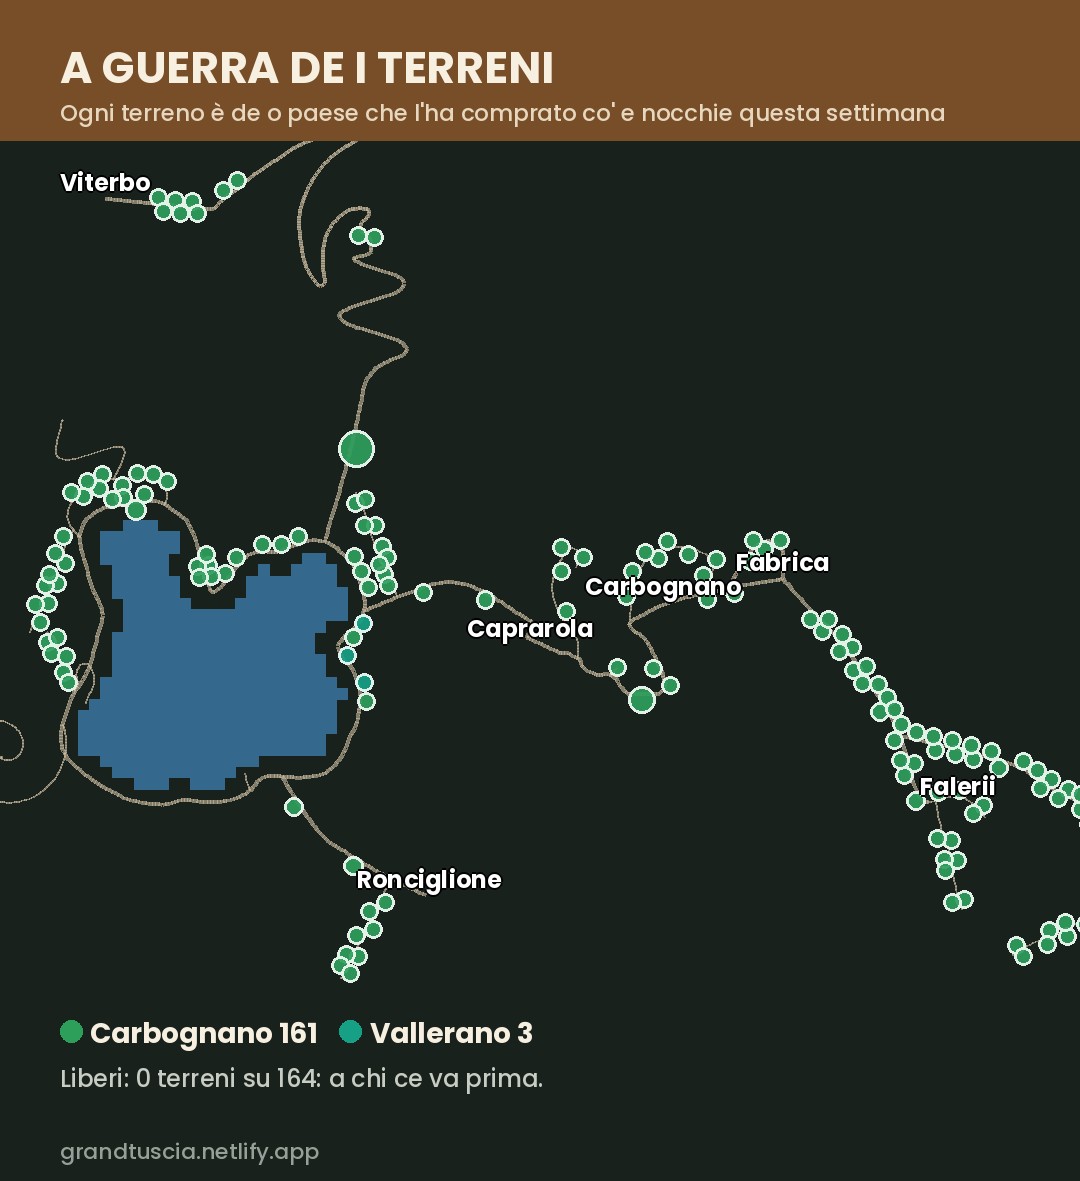 A GUERRA DE I TERRENI
Ogni terreno è de o paese che l'ha comprato co' e nocchie questa settimana
Viterbo
Fabrica
Carbognano
Caprarola
Falerii
Ronciglione
Carbognano 161 Vallerano 3
Liberi: 0 terreni su 164: a chi ce va prima.
grandtuscia.netlify.app